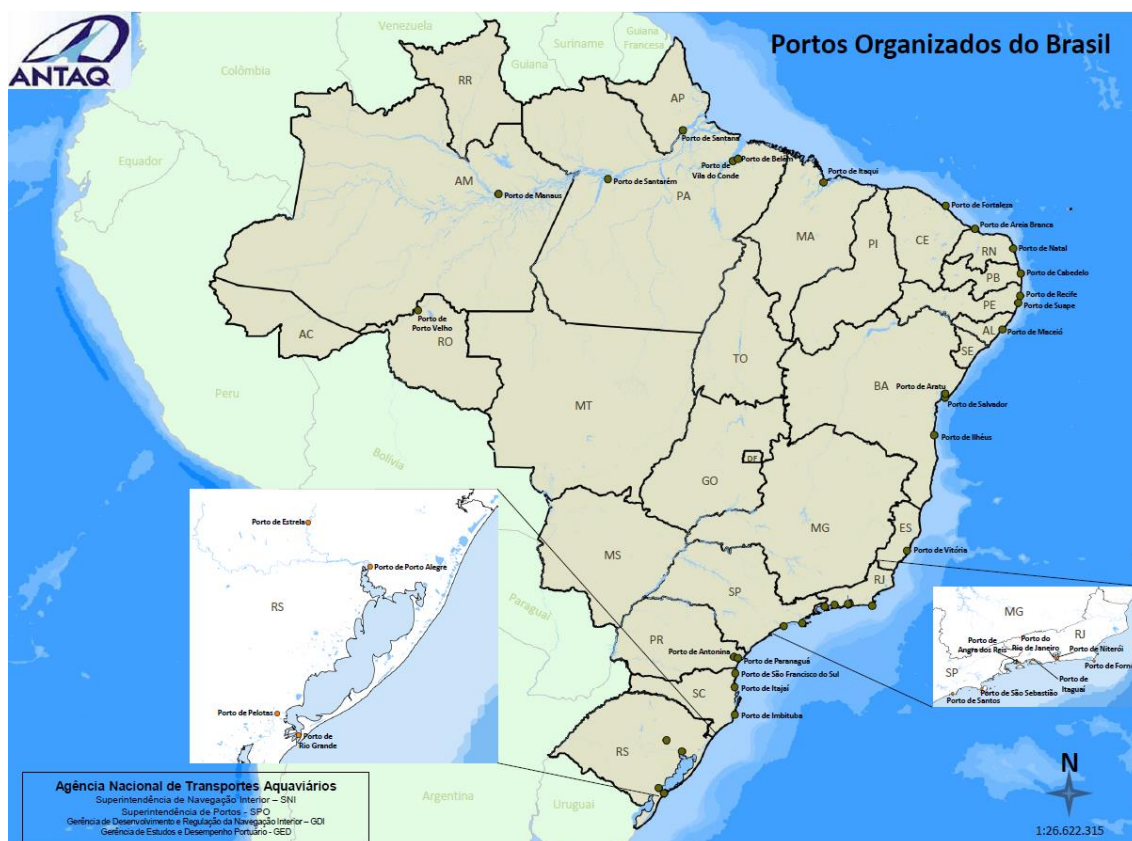 ANTAQ
Portos Organizados do Brasil
Venezuela
Suriname
Guiana
Francesa
Guiana
Colômbia
Equador
Peru
Bolívia
Paraguai
Argentina
Uruguai
RR
AP
AM
PA
MA
PI
CE
RN
PB
PE
AL
SE
BA
TO
AC
RO
MT
GO
DF
MG
ES
MS
SP
RJ
PR
SC
RS
Porto de Santana
Porto de Belém
Porto de
Vila do Conde
Porto de Itaqui
Porto de Manaus
Porto de Santarém
Porto de Fortaleza
Porto de Areia Branca
Porto de Natal
Porto de Cabedelo
Porto de Recife
Porto de Suape
Porto de Maceió
Porto de
Porto Velho
Porto de Aratu
Porto de Salvador
Porto de Ilhéus
Porto de Vitória
Porto de Antonina
Porto de Paranaguá
Porto de São Francisco do Sul
Porto de Itajaí
Porto de Imbituba
Porto de Estrela
Porto de Porto Alegre
RS
Porto de Pelotas
Porto de
Rio Grande
MG
RJ
SP
Porto de
Angra dos Reis
Porto do
Rio de Janeiro
Porto de Niterói
Porto de Forno
Porto de
Itaguaí
Porto de São Sebastião
Porto de Santos
Agência Nacional de Transportes Aquaviários
Superintendência de Navegação Interior – SNI
Superintendência de Portos - SPO
Gerência de Desenvolvimento e Regulação da Navegação Interior – GDI
Gerência de Estudos e Desempenho Portuário - GED
N
1:26.622.315